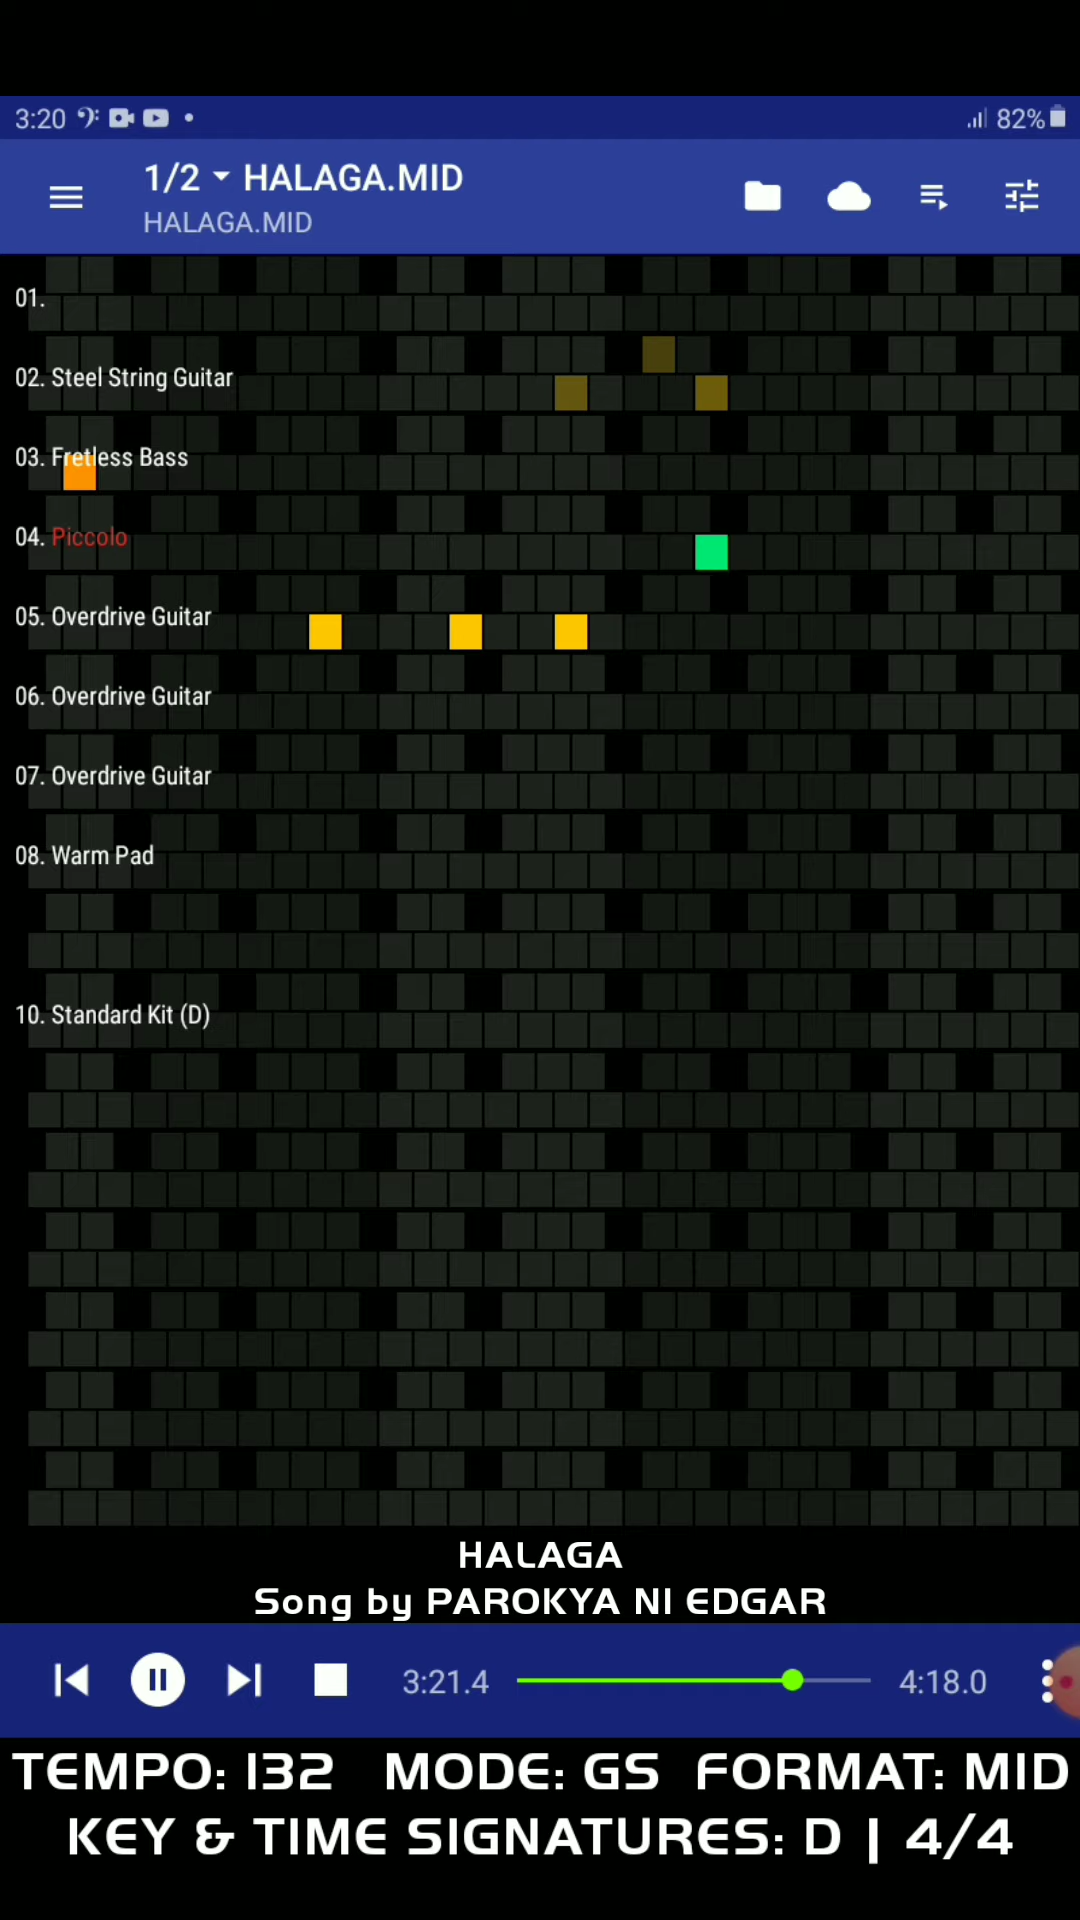 3:20
82%
1/2 HALAGA.MID
HALAGA.MID
01.
02. Steel String Guitar
03. Fretless Bass
04. Piccolo
05. Overdrive Guitar
06. Overdrive Guitar
07. Overdrive Guitar
08. Warm Pad
10. Standard Kit (D)
HALAGA
Song by PAROKYA NI EDGAR
3:21.4
4:18.0
TEMPO: 132 MODE: GS FORMAT: MID
KEY & TIME SIGNATURES: D | 4/4